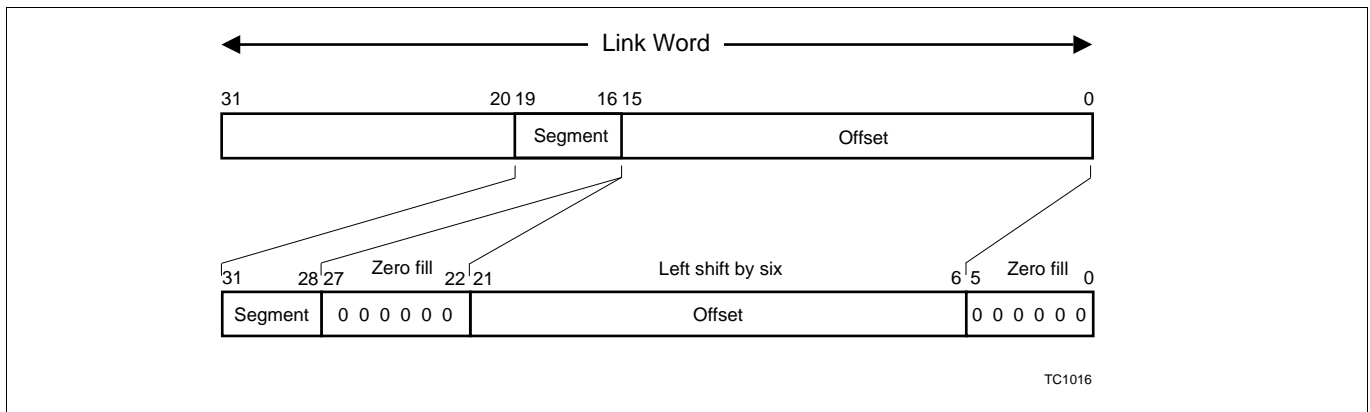 Link Word
31 20 19 16 15 0
Segment Offset
Zero fill Left shift by six Zero fill
31 28 27 22 21 6 5 0
Segment 0 0 0 0 0 0 Offset 0 0 0 0 0 0
TC1016